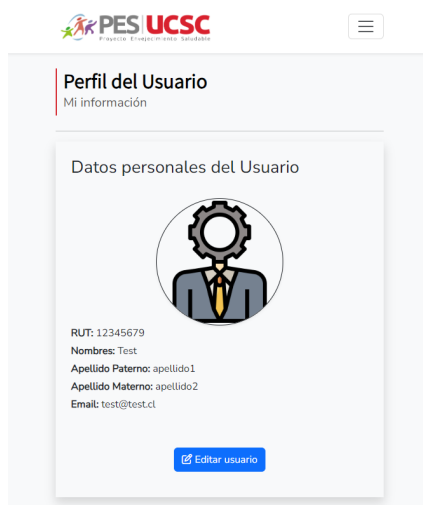 PES UCSC
Proyecto Envejecimiento Saludable
Perfil del Usuario
Mi información
Datos personales del Usuario
RUT: 12345679
Nombres: Test
Apellido Paterno: apellido1
Apellido Materno: apellido2
Email: test@test.cl
Editar usuario